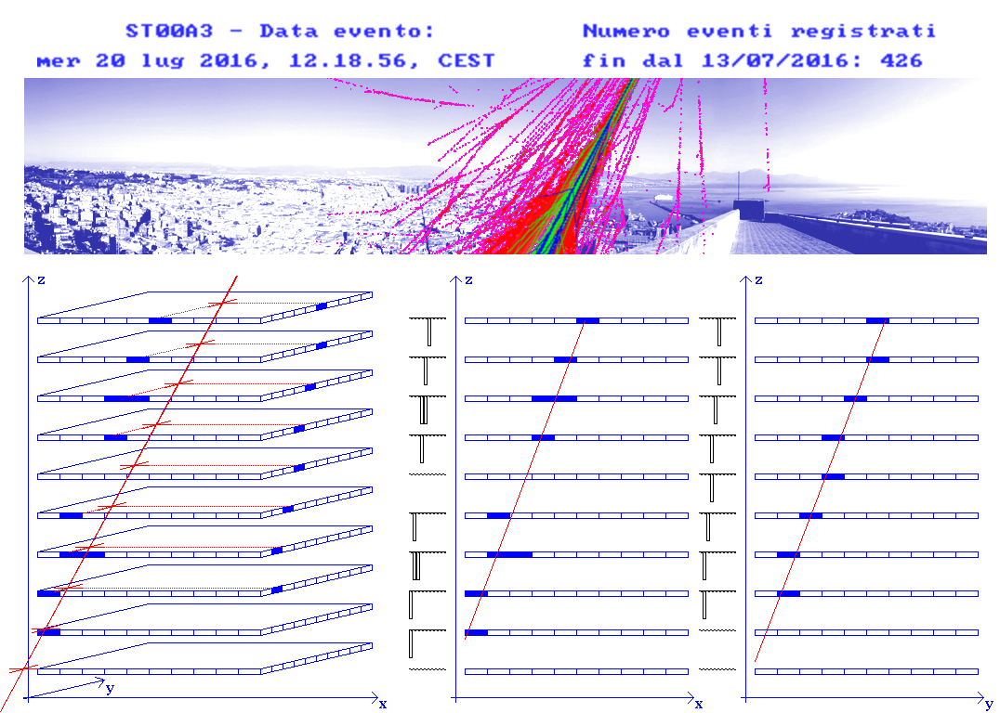 ST00A3 - Data evento:
mer 20 lug 2016, 12.18.56, CEST
Numero eventi registrati
fin dal 13/07/2016: 426
z
z
z
y
x
x
y